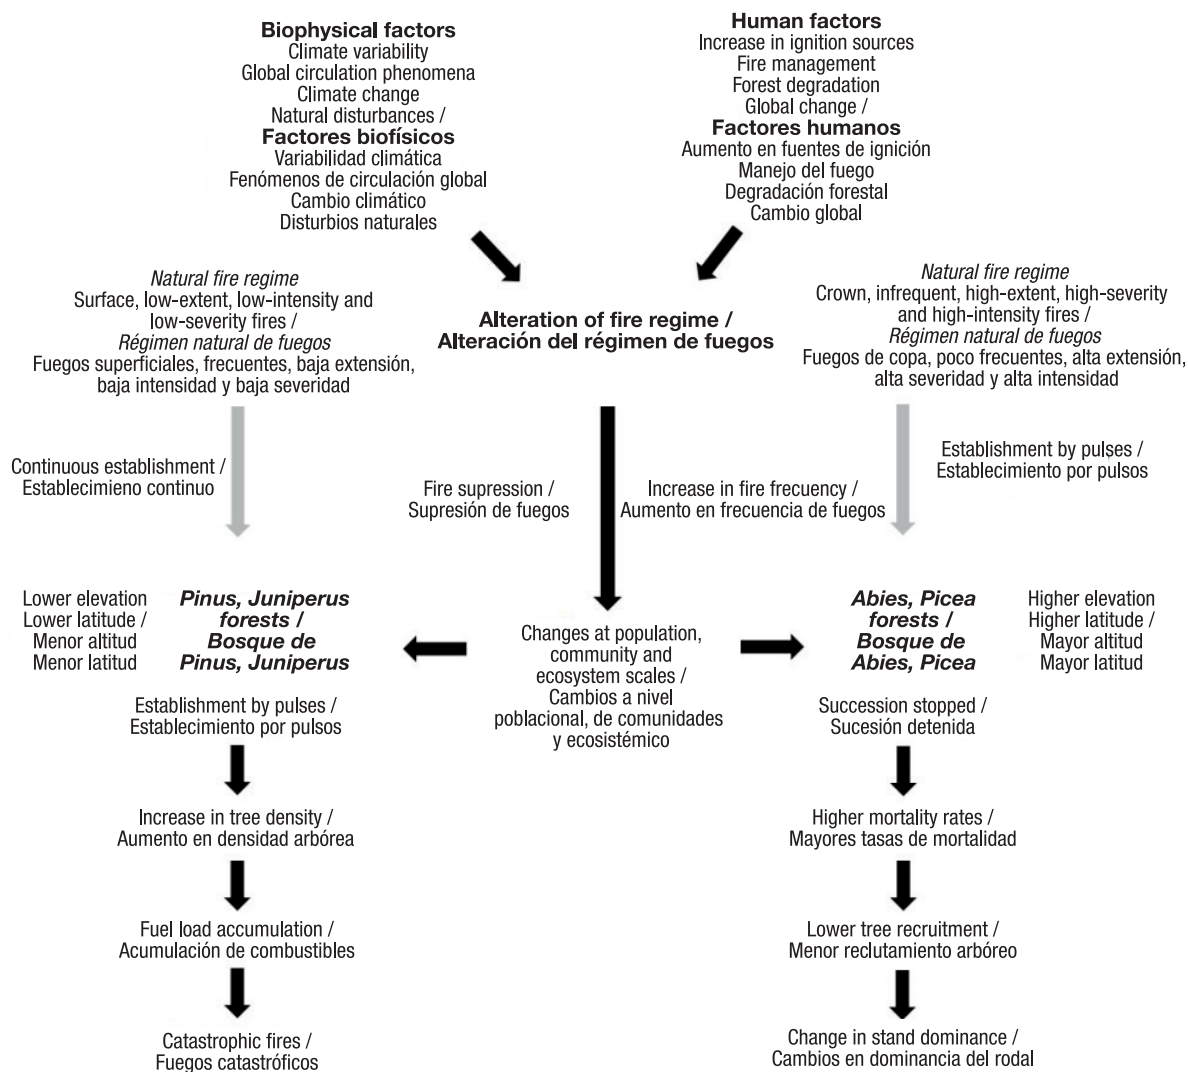 Biophysical factors
Climate variability
Global circulation phenomena
Climate change
Natural disturbances /
Factores biofísicos
Variabilidad climática
Fenómenos de circulación global
Cambio climático
Disturbios naturales
Human factors
Increase in ignition sources
Fire management
Forest degradation
Global change /
Factores humanos
Aumento en fuentes de ignición
Manejo del fuego
Degradación forestal
Cambio global
Natural fire regime
Surface, low-extent, low-intensity and
low-severity fires /
Régimen natural de fuegos
Fuegos superficiales, frecuentes, baja extensión,
baja intensidad y baja severidad
Alteration of fire regime /
Alteración del régimen de fuegos
Natural fire regime
Crown, infrequent, high-extent, high-severity
and high-intensity fires /
Régimen natural de fuegos
Fuegos de copa, poco frecuentes, alta extensión,
alta severidad y alta intensidad
Continuous establishment /
Establecimieno continuo
Fire supression /
Supresión de fuegos
Increase in fire frecuency /
Aumento en frecuencia de fuegos
Establishment by pulses /
Establecimiento por pulsos
Lower elevation
Lower latitude /
Menor altitud
Menor latitud
Pinus, Juniperus
forests /
Bosque de
Pinus, Juniperus
Changes at population,
community and
ecosystem scales /
Cambios a nivel
poblacional, de comunidades
y ecosistémico
Abies, Picea
forests /
Bosque de
Abies, Picea
Higher elevation
Higher latitude /
Mayor altitud
Mayor latitud
Establishment by pulses /
Establecimiento por pulsos
Increase in tree density /
Aumento en densidad arbórea
Fuel load accumulation /
Acumulación de combustibles
Catastrophic fires /
Fuegos catastróficos
Succession stopped /
Sucesión detenida
Higher mortality rates /
Mayores tasas de mortalidad
Lower tree recruitment /
Menor reclutamiento arbóreo
Change in stand dominance /
Cambios en dominancia del rodal